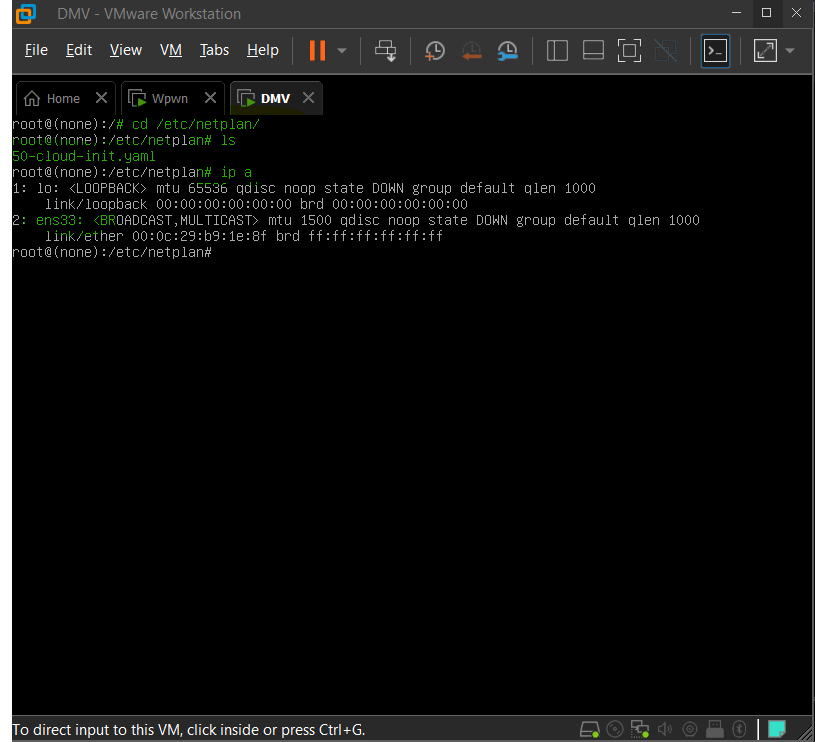 DMV - VMware Workstation
File Edit View VM Tabs Help
Home Wpwn DMV
root@(none):/# cd /etc/netplan/
root@(none):/etc/netplan# ls
50-cloud-init.yaml
root@(none):/etc/netplan# ip a
1: lo: <LOOPBACK> mtu 65536 qdisc noop state DOWN group default qlen 1000
    link/loopback 00:00:00:00:00:00 brd 00:00:00:00:00:00
2: ens33: <BROADCAST,MULTICAST> mtu 1500 qdisc noop state DOWN group default qlen 1000
    link/ether 00:0c:29:b9:1e:8f brd ff:ff:ff:ff:ff:ff
root@(none):/etc/netplan#
To direct input to this VM, click inside or press Ctrl+G.